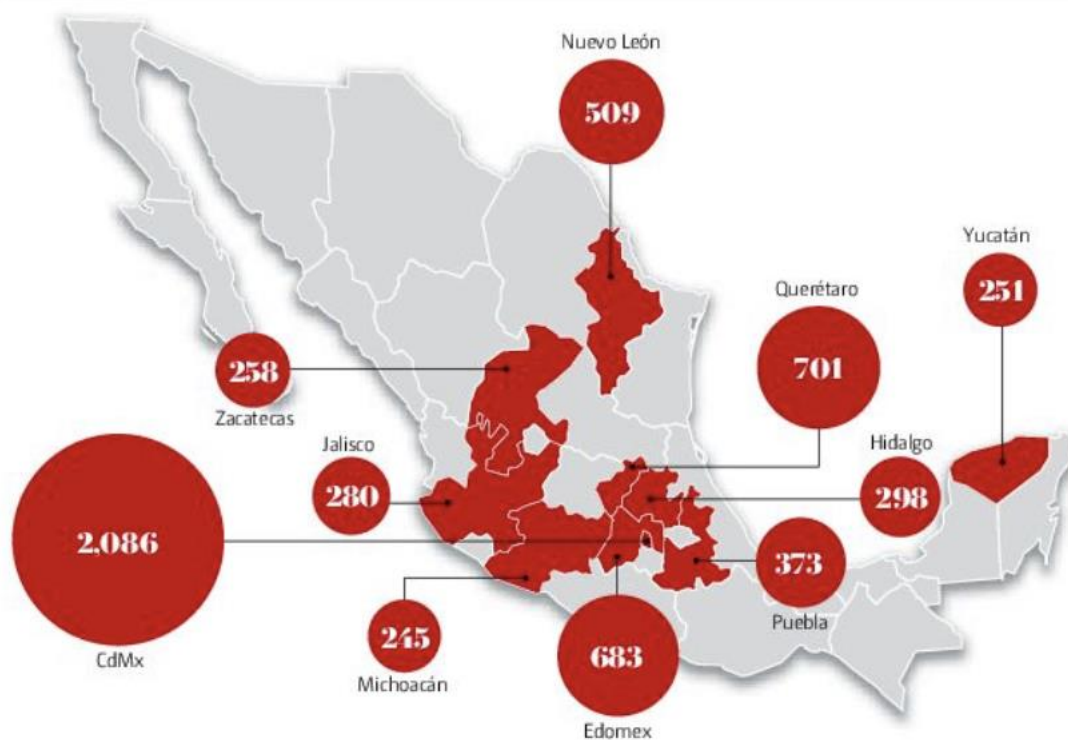 Nuevo León
509
Yucatán
251
Querétaro
701
258
Zacatecas
Jalisco
280
Hidalgo
298
2,086
CdMx
373
Puebla
245
Michoacán
683
Edomex